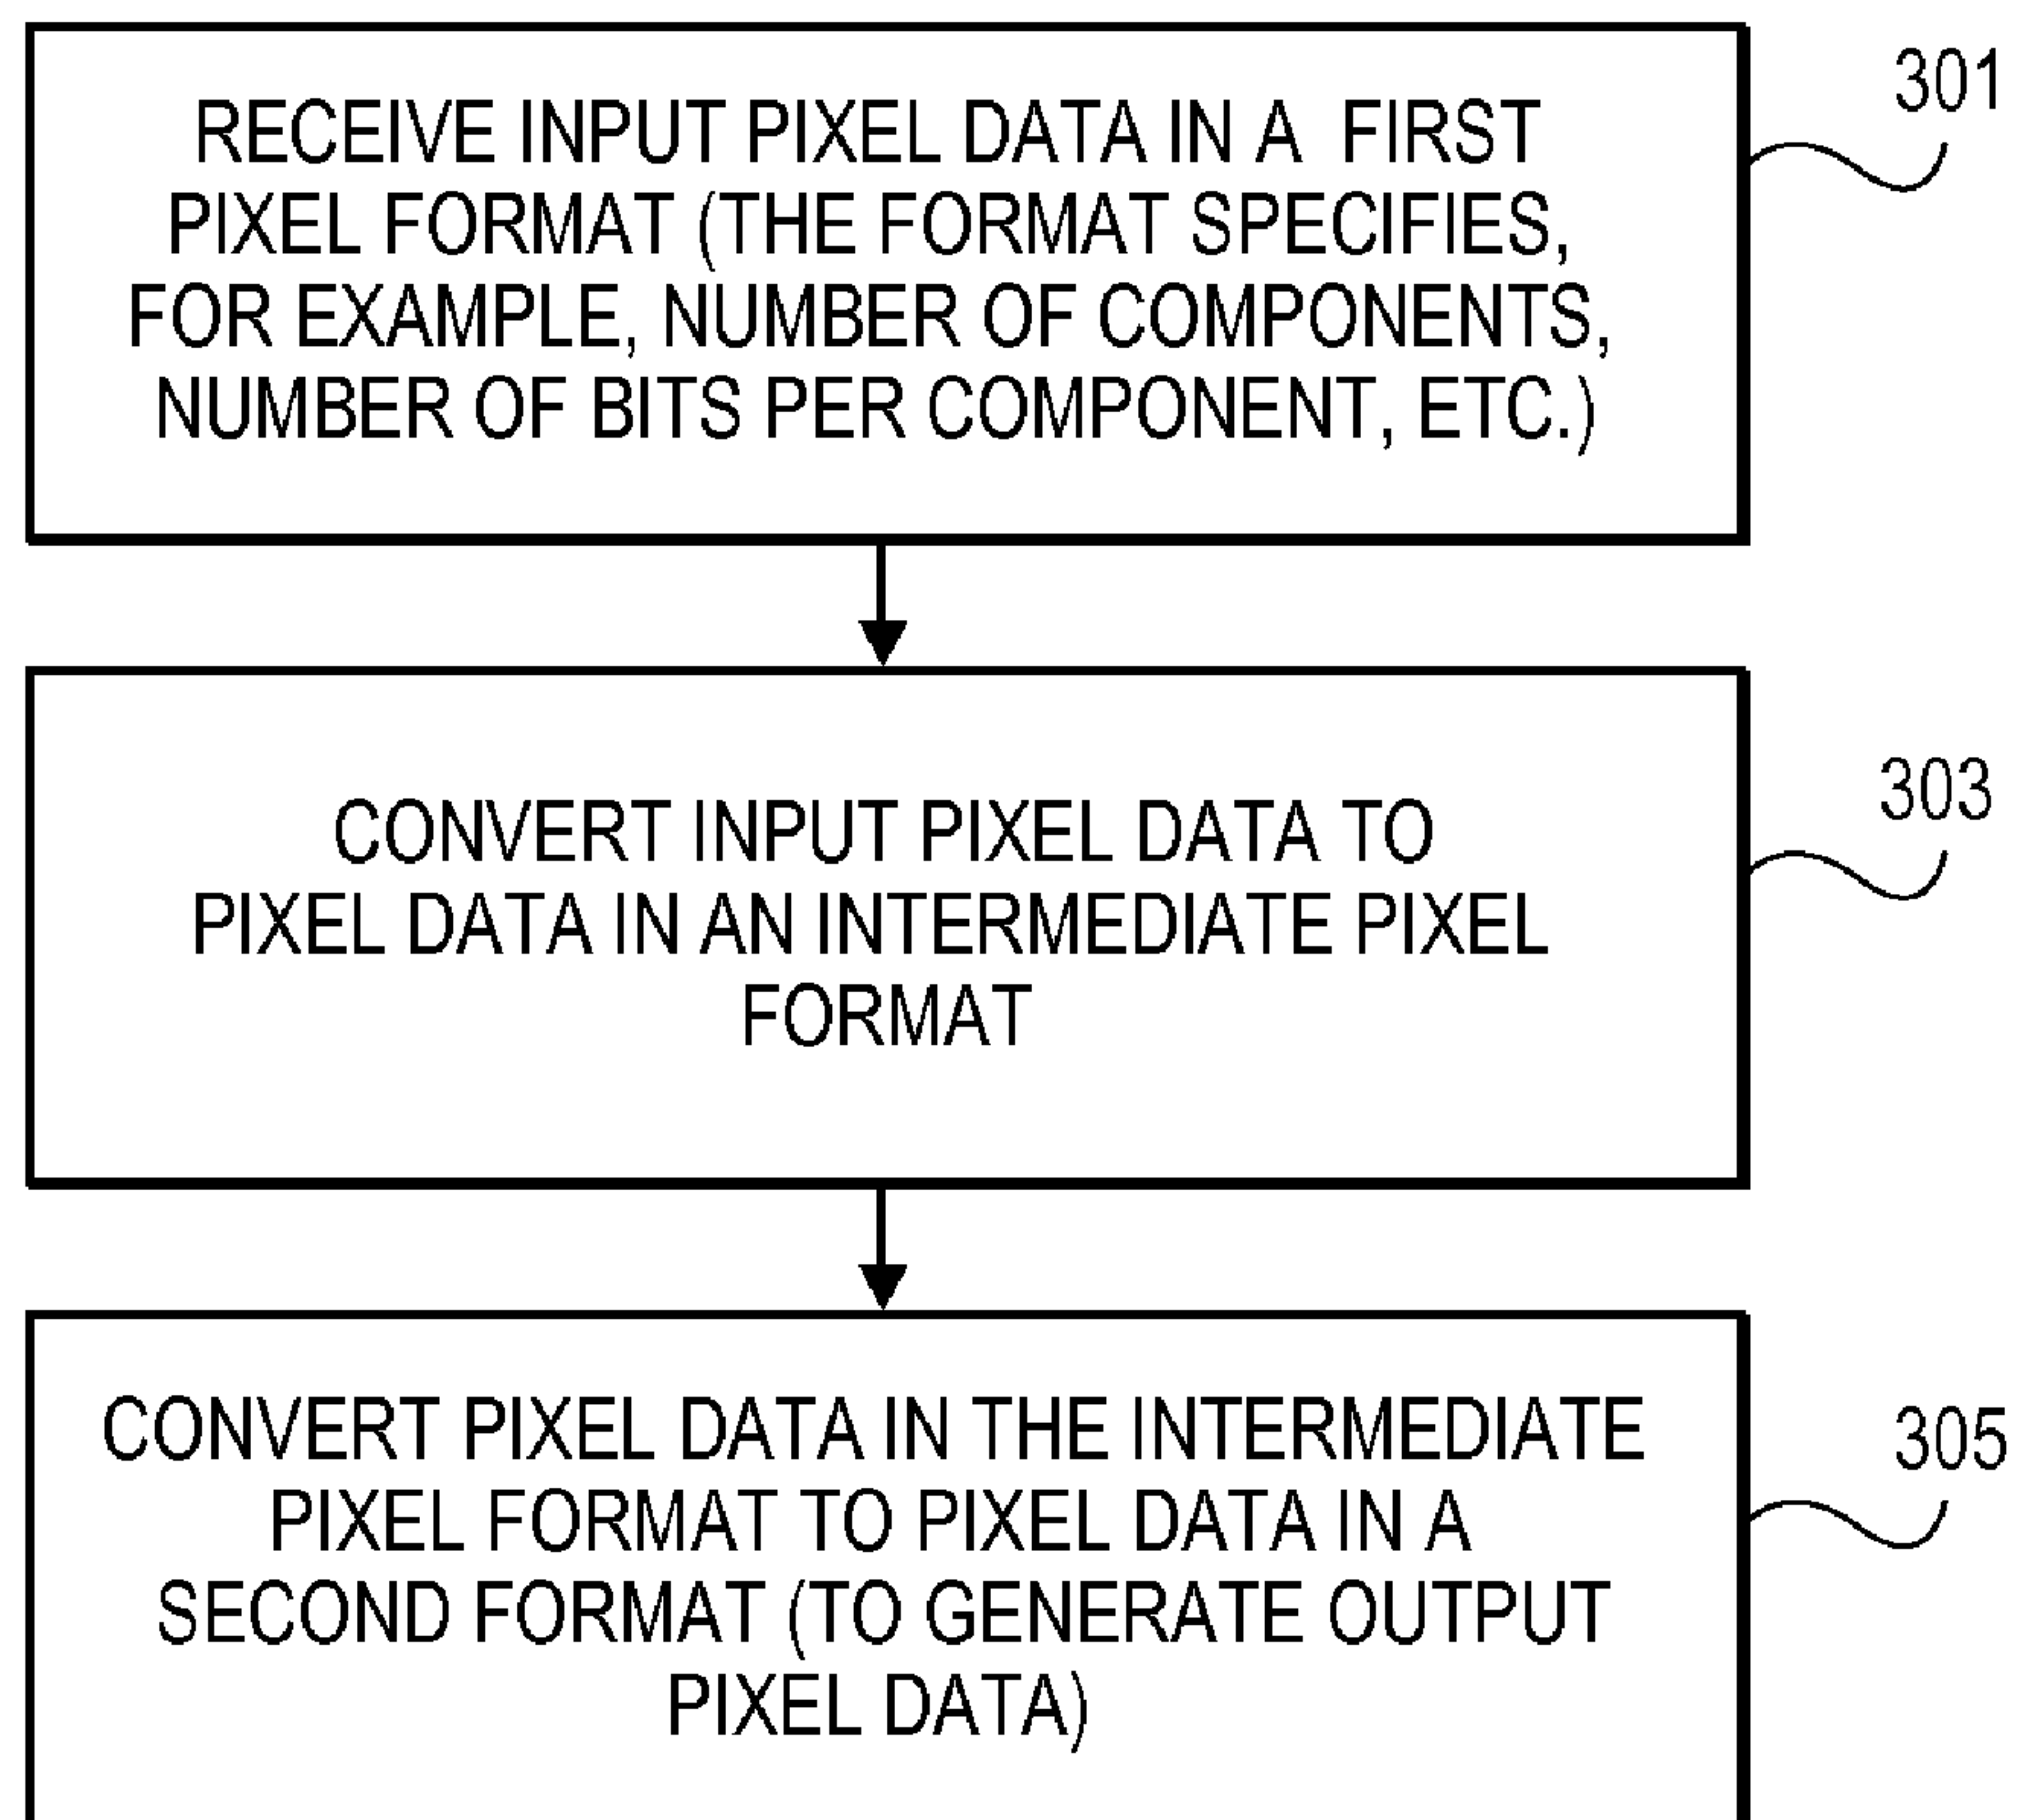 RECEIVE INPUT PIXEL DATA IN A FIRST
PIXEL FORMAT (THE FORMAT SPECIFIES,
FOR EXAMPLE, NUMBER OF COMPONENTS,
NUMBER OF BITS PER COMPONENT, ETC.)
301
CONVERT INPUT PIXEL DATA TO
PIXEL DATA IN AN INTERMEDIATE PIXEL
FORMAT
303
CONVERT PIXEL DATA IN THE INTERMEDIATE
PIXEL FORMAT TO PIXEL DATA IN A
SECOND FORMAT (TO GENERATE OUTPUT
PIXEL DATA)
305